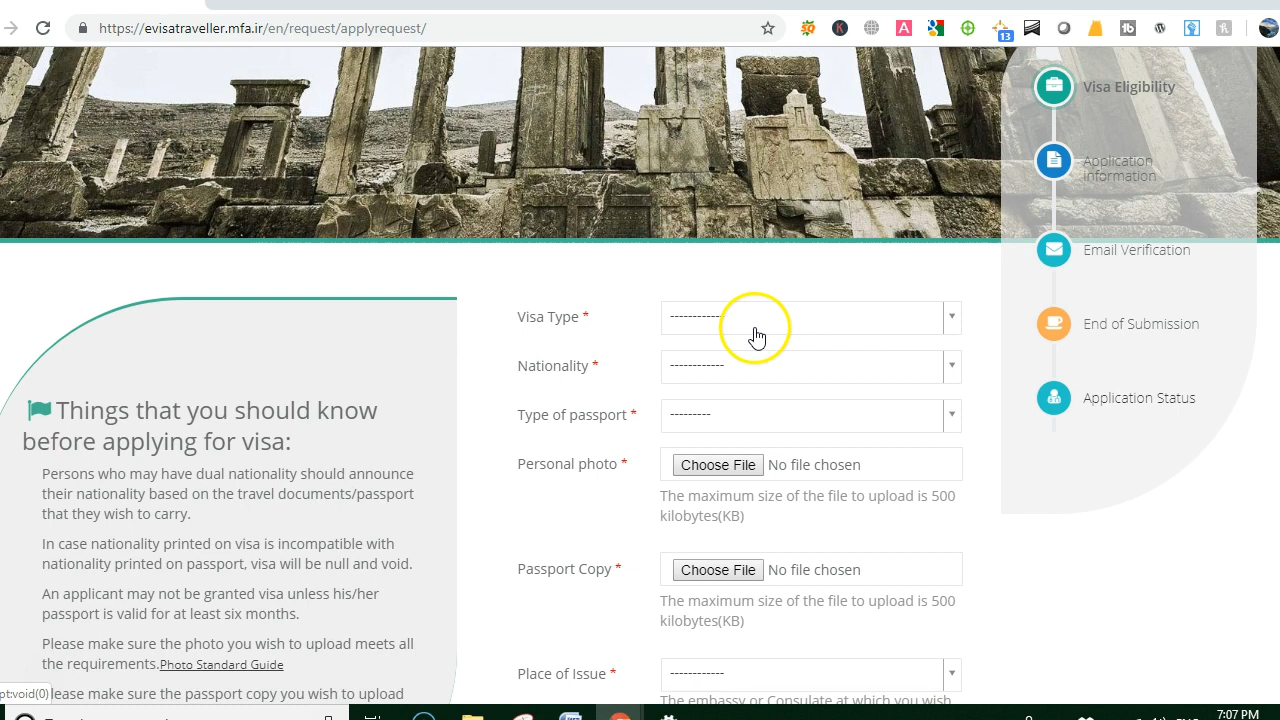 https://evisatraveller.mfa.ir/en/request/applyrequest/
13
Visa Eligibility
Application
Information
Email Verification
End of Submission
Application Status
Visa Type * ------------
Nationality * ------------
Type of passport * ---------
Personal photo * Choose File No file chosen
The maximum size of the file to upload is 500
kilobytes(KB)
Passport Copy * Choose File No file chosen
The maximum size of the file to upload is 500
kilobytes(KB)
Place of Issue * ------------
The embassy or Consulate at which you wish
Things that you should know
before applying for visa:
Persons who may have dual nationality should announce
their nationality based on the travel documents/passport
that they wish to carry.
In case nationality printed on visa is incompatible with
nationality printed on passport, visa will be null and void.
An applicant may not be granted visa unless his/her
passport is valid for at least six months.
Please make sure the photo you wish to upload meets all
the requirements.Photo Standard Guide
lease make sure the passport copy you wish to upload
pt:void(0)
7:07 PM